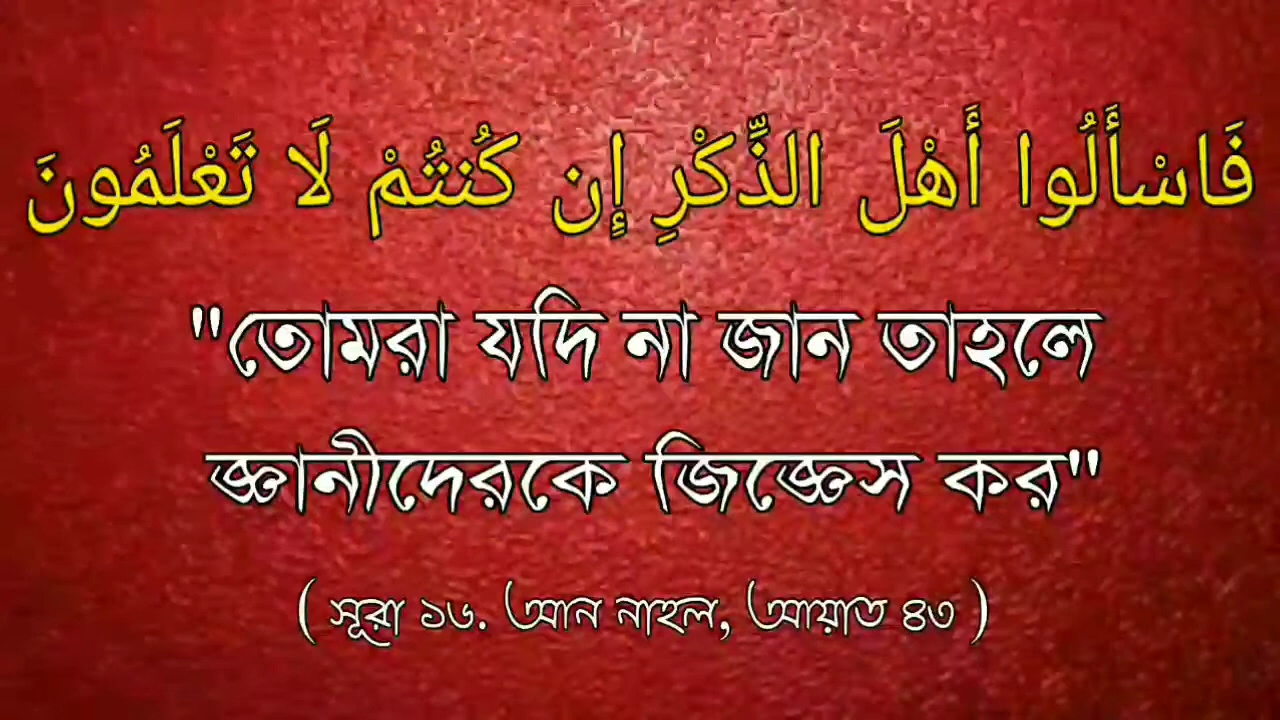 فَاسْأَلُوا أَهْلَ الذِّكْرِ إِن كُنتُمْ لَا تَعْلَمُونَ
"তোমরা যদি না জান তাহলে
জ্ঞানীদেরকে জিজ্ঞেস কর"
( সূরা ১৬. আন নাহল, আয়াত ৪৩ )